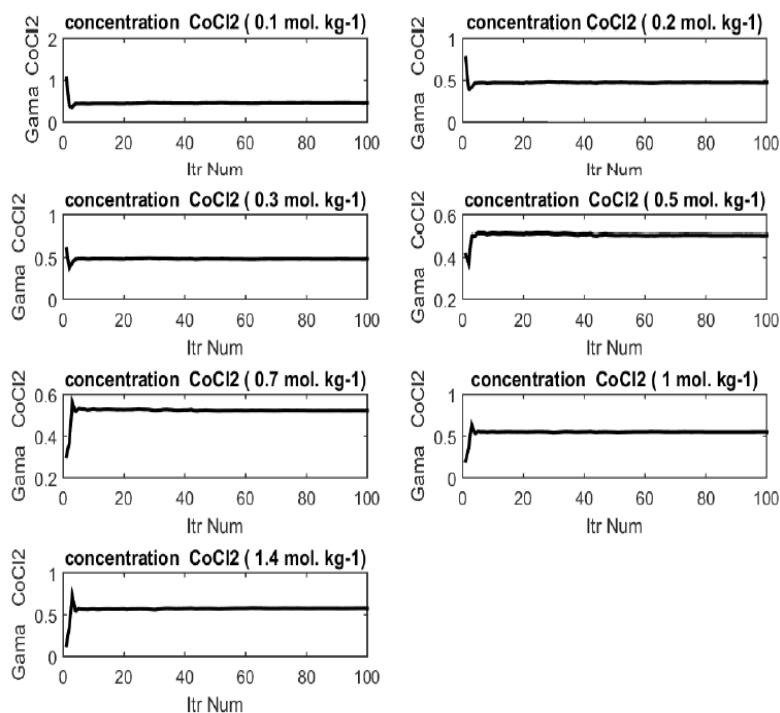 concentration CoCl2 ( 0.1 mol. kg-1)
Gama CoCl2
2
1
0
0 20 40 60 80 100
Itr Num
concentration CoCl2 ( 0.2 mol. kg-1)
Gama CoCl2
1
0.5
0
0 20 40 60 80 100
Itr Num
concentration CoCl2 ( 0.3 mol. kg-1)
Gama CoCl2
1
0.5
0
0 20 40 60 80 100
Itr Num
concentration CoCl2 ( 0.5 mol. kg-1)
Gama CoCl2
0.6
0.4
0.2
0 20 40 60 80 100
Itr Num
concentration CoCl2 ( 0.7 mol. kg-1)
Gama CoCl2
0.6
0.4
0.2
0 20 40 60 80 100
Itr Num
concentration CoCl2 ( 1 mol. kg-1)
Gama CoCl2
1
0.5
0
0 20 40 60 80 100
Itr Num
concentration CoCl2 ( 1.4 mol. kg-1)
Gama CoCl2
1
0.5
0
0 20 40 60 80 100
Itr Num